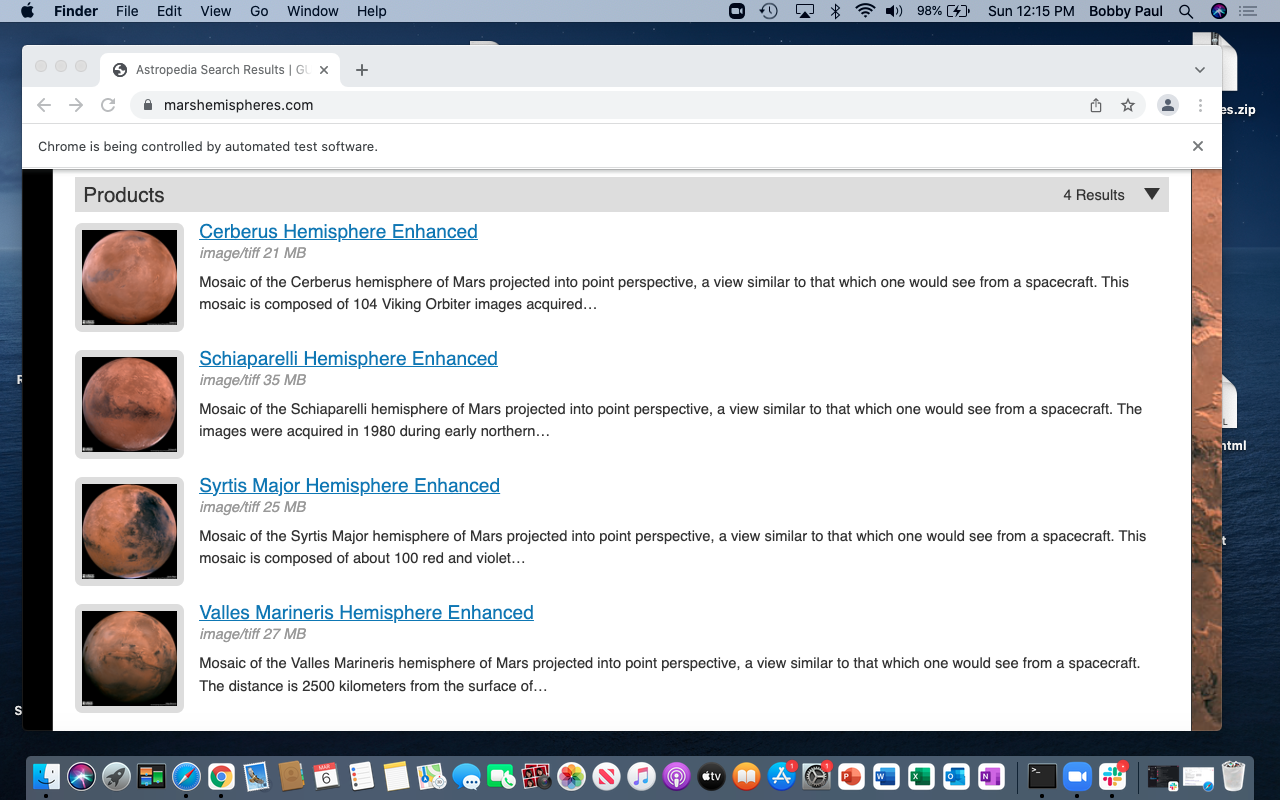 Finder File Edit View Go Window Help 98% Sun 12:15 PM Bobby Paul
Astropedia Search Results | GU
marshemispheres.com
es.zip
Chrome is being controlled by automated test software.
Products 4 Results
Cerberus Hemisphere Enhanced
image/tiff 21 MB
Mosaic of the Cerberus hemisphere of Mars projected into point perspective, a view similar to that which one would see from a spacecraft. This
mosaic is composed of 104 Viking Orbiter images acquired…
Schiaparelli Hemisphere Enhanced
image/tiff 35 MB
R
Mosaic of the Schiaparelli hemisphere of Mars projected into point perspective, a view similar to that which one would see from a spacecraft. The
images were acquired in 1980 during early northern…
L
html
Syrtis Major Hemisphere Enhanced
image/tiff 25 MB
Mosaic of the Syrtis Major hemisphere of Mars projected into point perspective, a view similar to that which one would see from a spacecraft. This
t
mosaic is composed of about 100 red and violet…
Valles Marineris Hemisphere Enhanced
image/tiff 27 MB
Mosaic of the Valles Marineris hemisphere of Mars projected into point perspective, a view similar to that which one would see from a spacecraft.
The distance is 2500 kilometers from the surface of…
S
MAR
6
tv
1
1
P
W
X
O
N